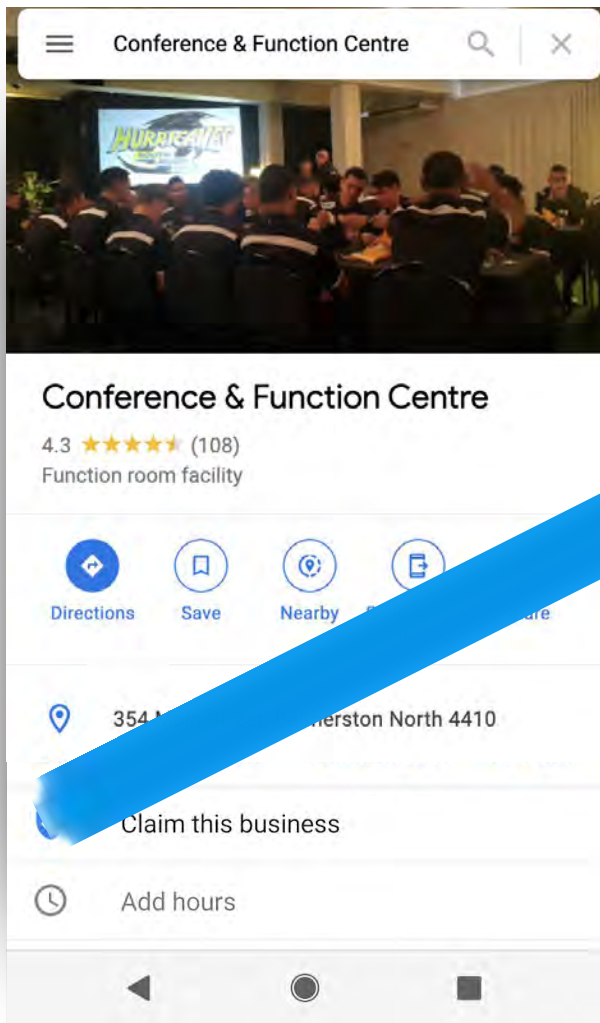 Conference & Function Centre
HURRICANES
Conference & Function Centre
4.3 (108)
Function room facility
Directions Save Nearby
354 North 4410
Claim this business
Add hours